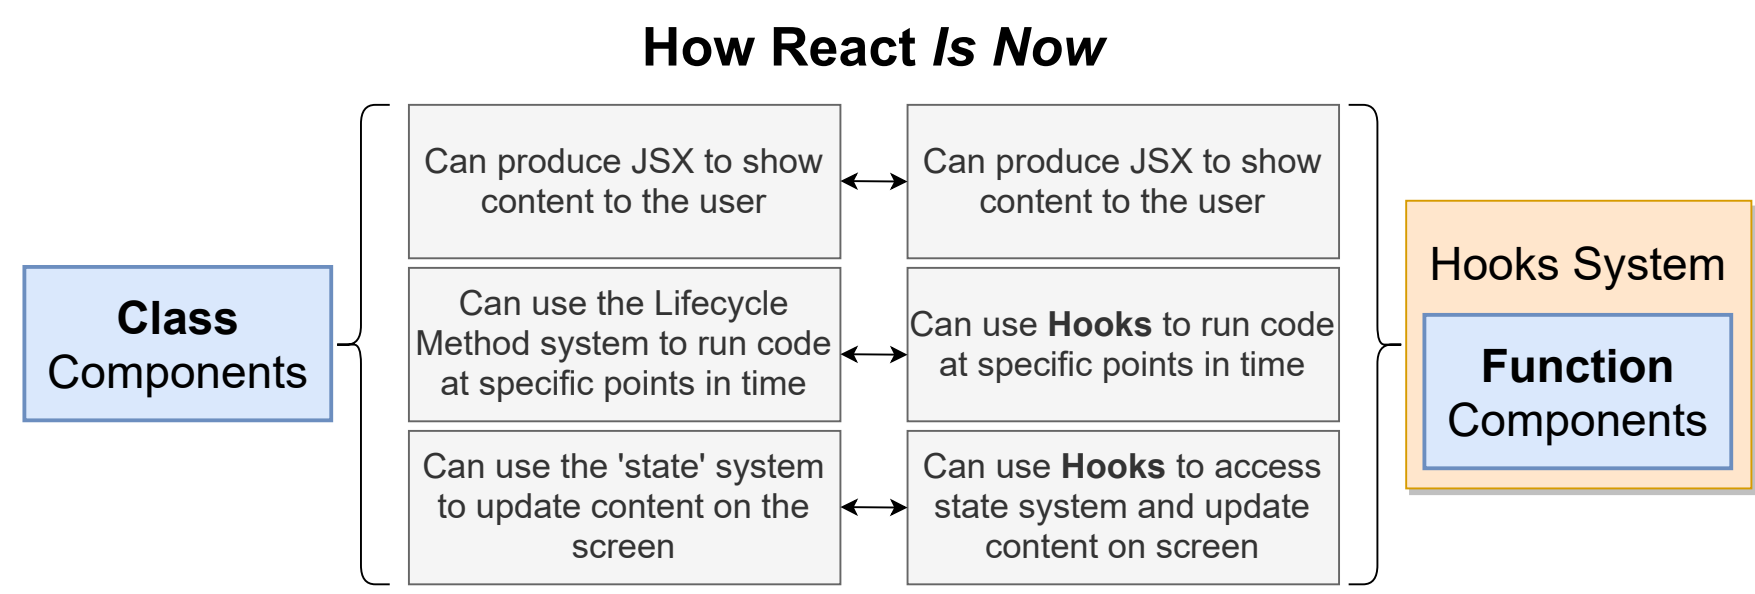 How React Is Now
Class
Components
Can produce JSX to show
content to the user
Can use the Lifecycle
Method system to run code
at specific points in time
Can use the 'state' system
to update content on the
screen
Can produce JSX to show
content to the user
Can use Hooks to run code
at specific points in time
Can use Hooks to access
state system and update
content on screen
Hooks System
Function
Components